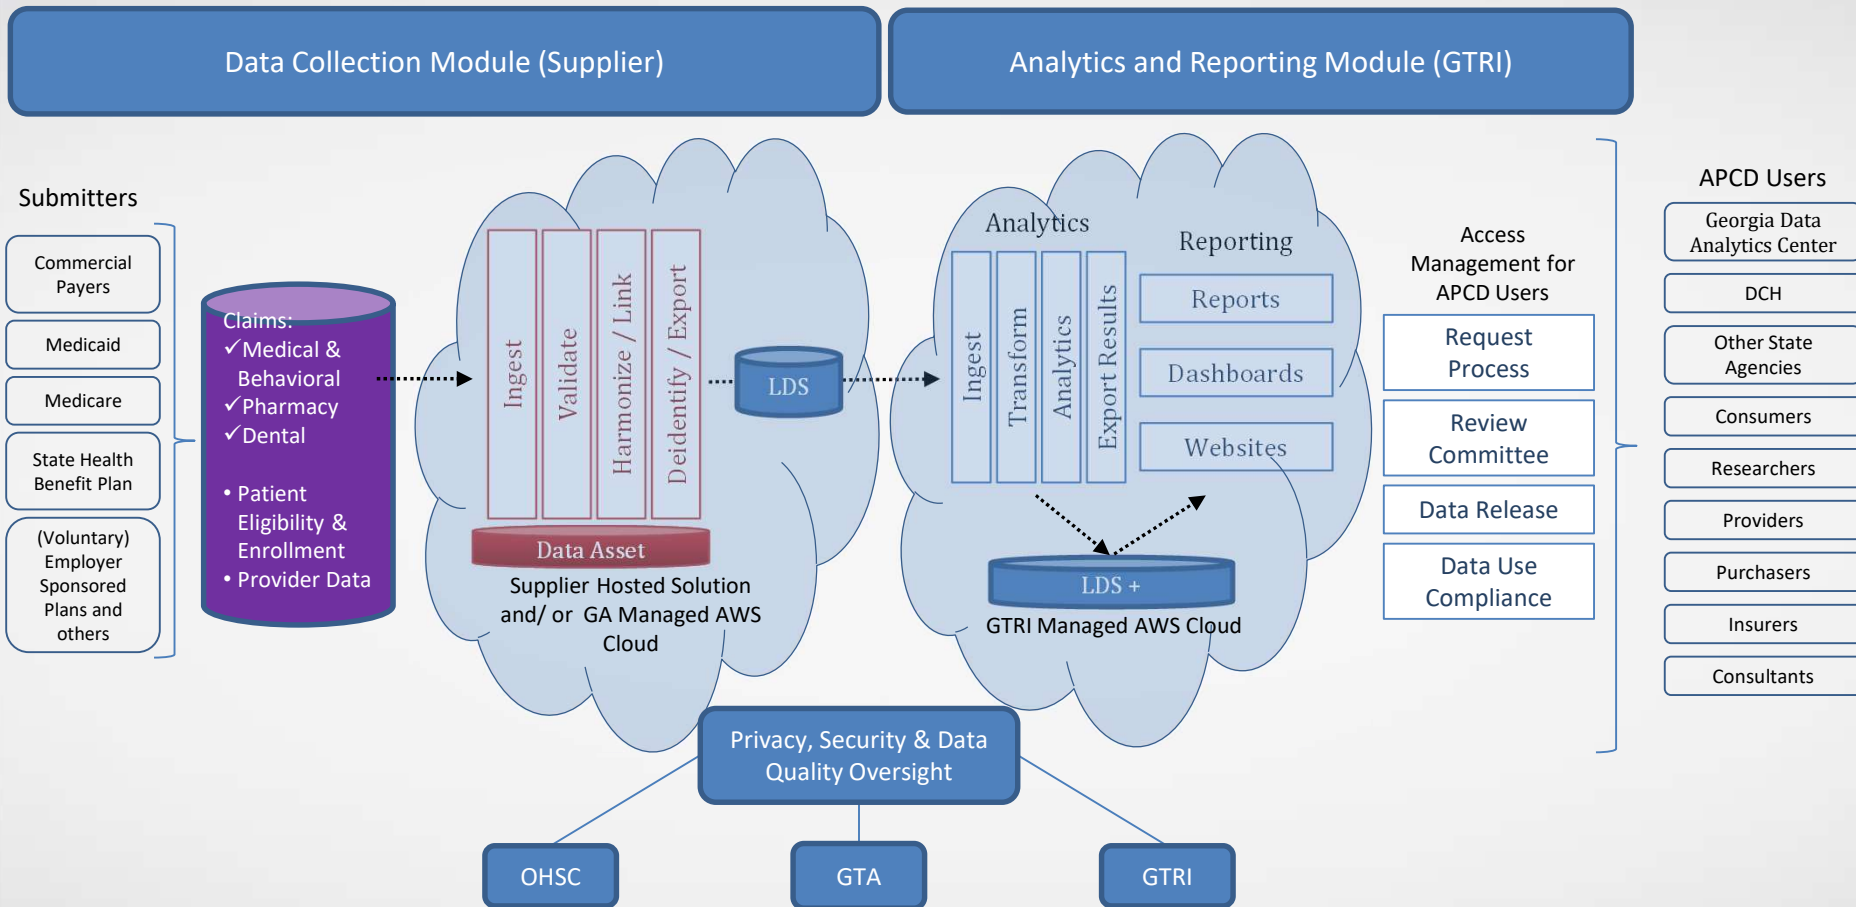 Data Collection Module (Supplier)
Analytics and Reporting Module (GTRI)
Submitters
Commercial
Payers
Medicaid
Medicare
State Health
Benefit Plan
(Voluntary)
Employer
Sponsored
Plans and
others
Claims:
✓Medical &
Behavioral
✓Pharmacy
✓Dental
• Patient
Eligibility &
Enrollment
• Provider Data
Ingest
Validate
Harmonize / Link
Deidentify / Export
Data Asset
Supplier Hosted Solution
and/ or GA Managed AWS
Cloud
LDS
Analytics
Ingest
Transform
Analytics
Export Results
Reporting
Reports
Dashboards
Websites
LDS +
GTRI Managed AWS Cloud
Access
Management for
APCD Users
Request
Process
Review
Committee
Data Release
Data Use
Compliance
APCD Users
Georgia Data
Analytics Center
DCH
Other State
Agencies
Consumers
Researchers
Providers
Purchasers
Insurers
Consultants
Privacy, Security & Data
Quality Oversight
OHSC
GTA
GTRI